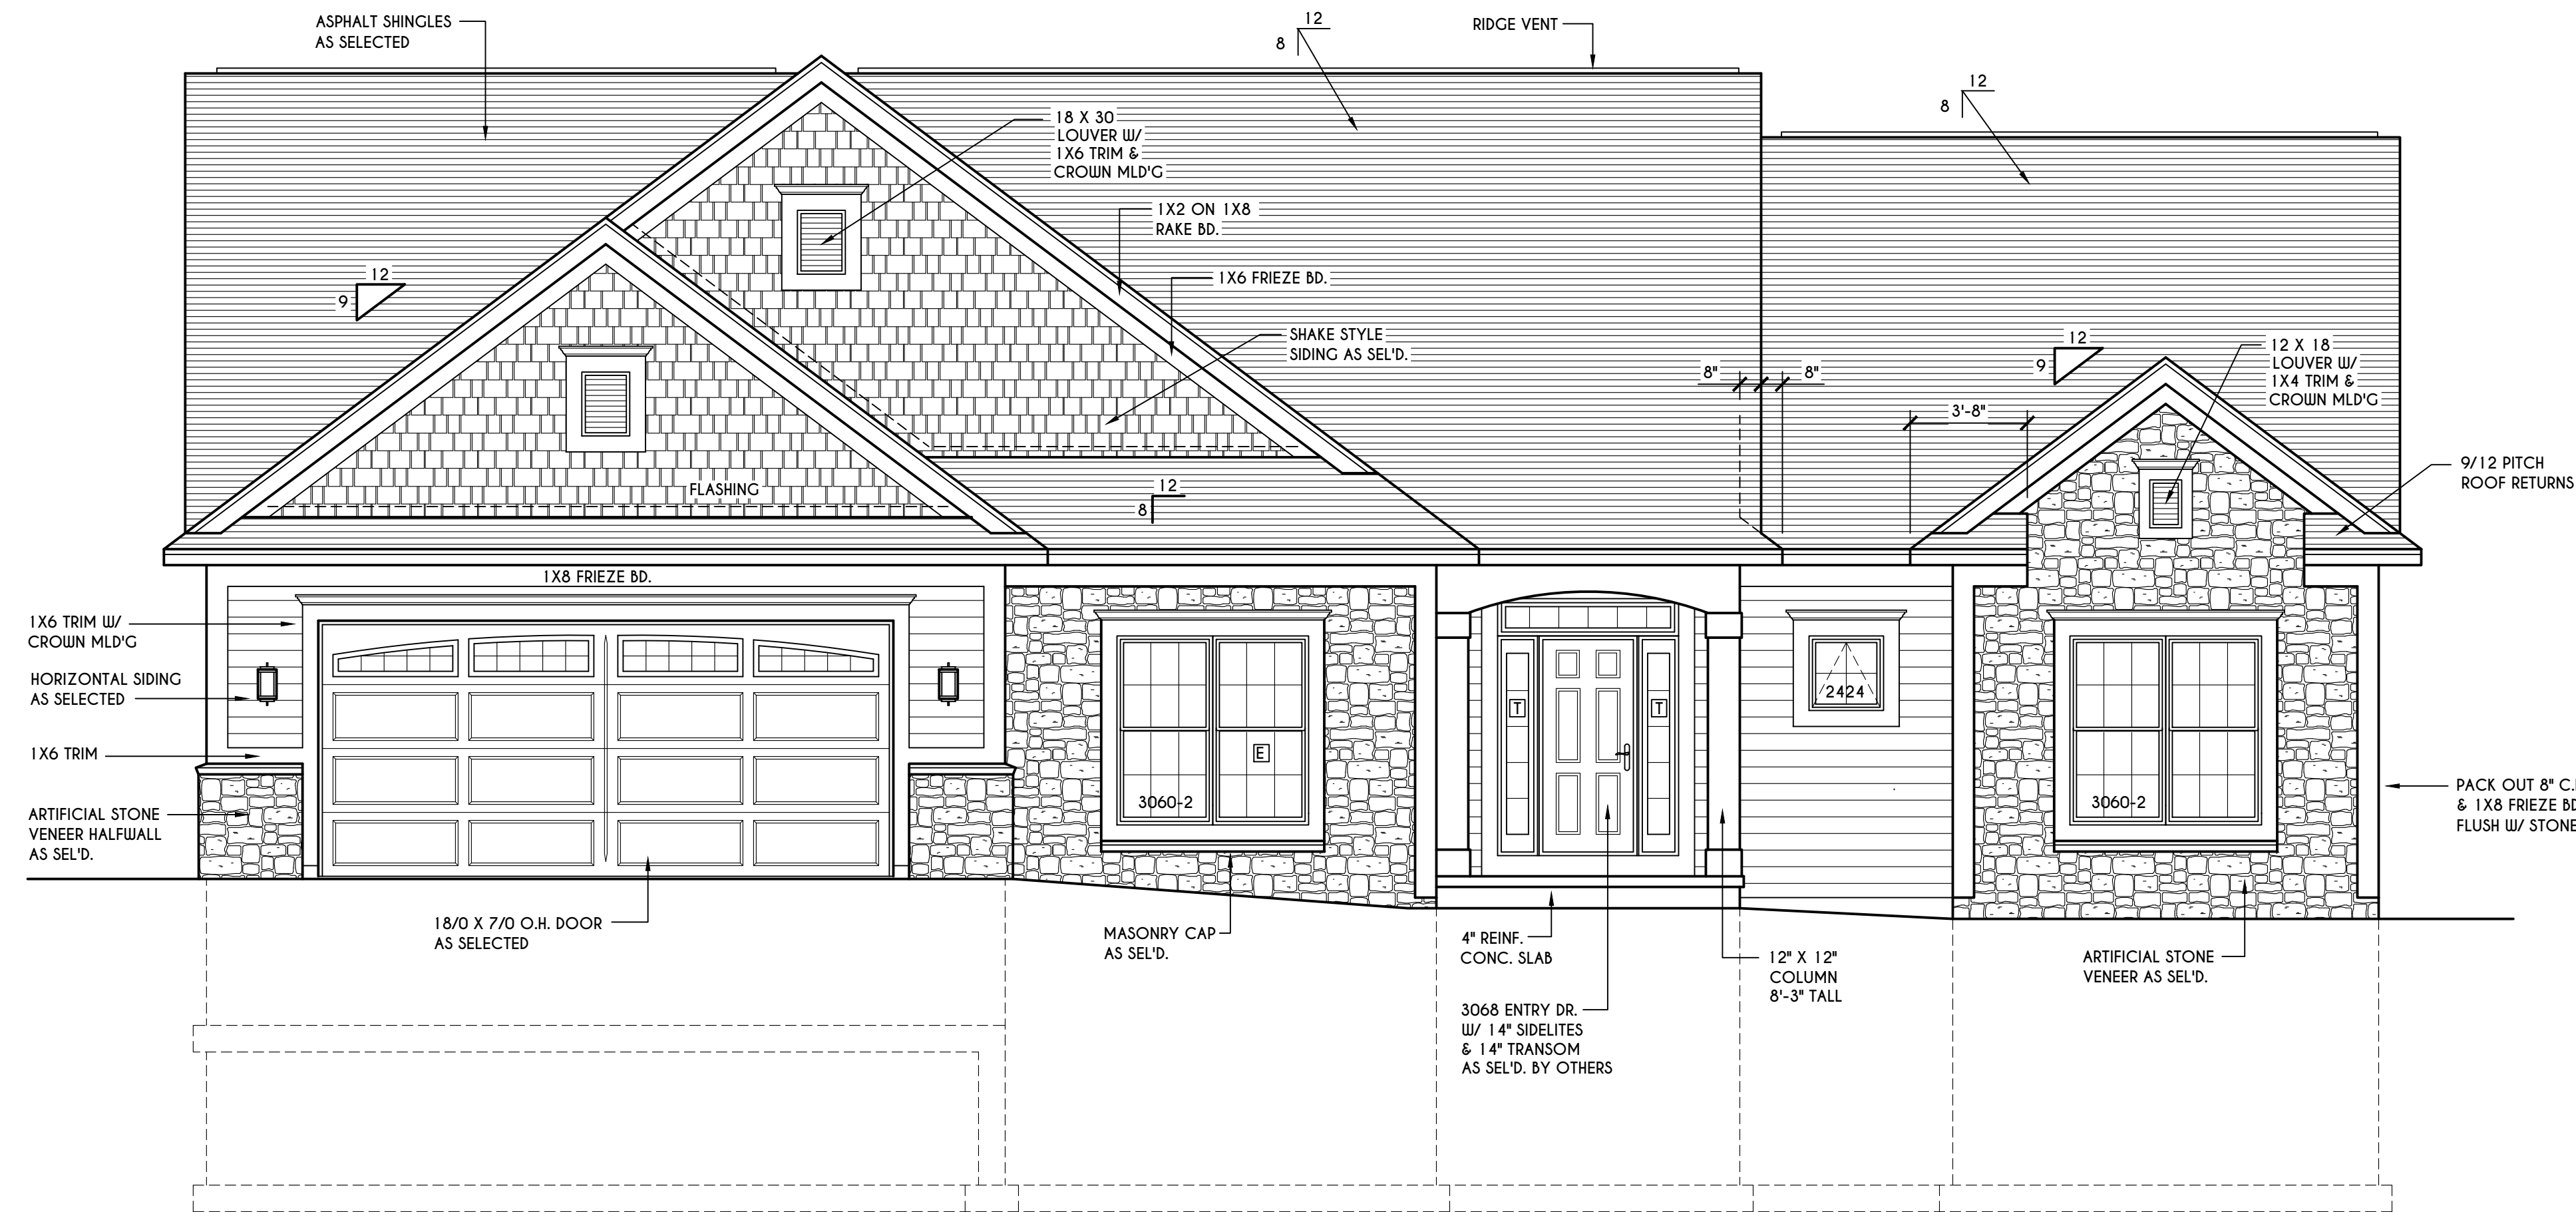 ASPHALT SHINGLES
AS SELECTED
12
8
RIDGE VENT
12
8
18 X 30
LOUVER W/
1X6 TRIM &
CROWN MLD'G
1X2 ON 1X8
RAKE BD.
1X6 FRIEZE BD.
12
9
SHAKE STYLE
SIDING AS SEL'D.
8"
8"
12
9
12 X 18
LOUVER W/
1X4 TRIM &
CROWN MLD'G
3'-8"
9/12 PITCH
ROOF RETURNS
FLASHING
12
8
1X8 FRIEZE BD.
1X6 TRIM W/
CROWN MLD'G
HORIZONTAL SIDING
AS SELECTED
2424
T
T
1X6 TRIM
E
3060-2
3060-2
PACK OUT 8" C.
& 1X8 FRIEZE BD
FLUSH W/ STONE
ARTIFICIAL STONE
VENEER HALFWALL
AS SEL'D.
18/0 X 7/0 O.H. DOOR
AS SELECTED
MASONRY CAP
AS SEL'D.
4" REINF.
CONC. SLAB
12" X 12"
COLUMN
8'-3" TALL
ARTIFICIAL STONE
VENEER AS SEL'D.
3068 ENTRY DR.
W/ 14" SIDELITES
& 14" TRANSOM
AS SEL'D. BY OTHERS